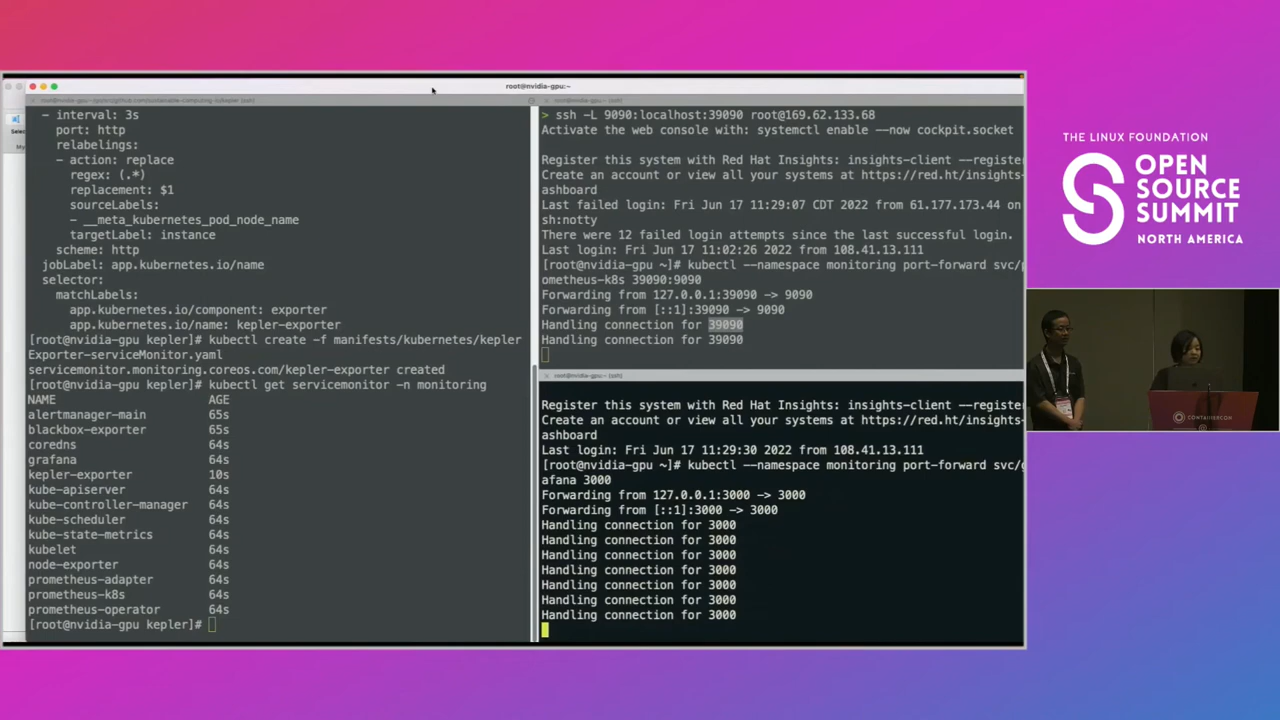 root@nvidia-gpu:~
root@nvidia-gpu:~ (ssh)
- interval: 3s
port: http
relabelings:
- action: replace
regex: (.*)
replacement: $1
sourceLabels:
- __meta_kubernetes_pod_node_name
targetLabel: instance
scheme: http
jobLabel: app.kubernetes.io/name
selector:
matchLabels:
app.kubernetes.io/component: exporter
app.kubernetes.io/name: kepler-exporter
[root@nvidia-gpu kepler]# kubectl create -f manifests/kubernetes/kepler
Exporter-serviceMonitor.yaml
servicemonitor.monitoring.coreos.com/kepler-exporter created
[root@nvidia-gpu kepler]# kubectl get servicemonitor -n monitoring
NAME AGE
alertmanager-main 65s
blackbox-exporter 65s
coredns 64s
grafana 64s
kepler-exporter 10s
kube-apiserver 64s
kube-controller-manager 64s
kube-scheduler 64s
kube-state-metrics 64s
kubelet 64s
node-exporter 64s
prometheus-adapter 64s
prometheus-k8s 64s
prometheus-operator 64s
[root@nvidia-gpu kepler]#
> ssh -L 9090:localhost:39090 root@169.62.133.68
Activate the web console with: systemctl enable --now cockpit.socket
Register this system with Red Hat Insights: insights-client --register
Create an account or view all your systems at https://red.ht/insights-
ashboard
Last failed login: Fri Jun 17 11:29:07 CDT 2022 from 61.177.173.44 on
sh:notty
There were 12 failed login attempts since the last successful login.
Last login: Fri Jun 17 11:02:26 2022 from 108.41.13.111
[root@nvidia-gpu ~]# kubectl --namespace monitoring port-forward svc/p
ometheus-k8s 39090:9090
Forwarding from 127.0.0.1:39090 -> 9090
Forwarding from [::1]:39090 -> 9090
Handling connection for 39090
Handling connection for 39090
root@nvidia-gpu:~ (ssh)
Register this system with Red Hat Insights: insights-client --register
Create an account or view all your systems at https://red.ht/insights-
ashboard
Last login: Fri Jun 17 11:29:30 2022 from 108.41.13.111
[root@nvidia-gpu ~]# kubectl --namespace monitoring port-forward svc/g
afana 3000
Forwarding from 127.0.0.1:3000 -> 3000
Forwarding from [::1]:3000 -> 3000
Handling connection for 3000
Handling connection for 3000
Handling connection for 3000
Handling connection for 3000
Handling connection for 3000
Handling connection for 3000
Handling connection for 3000
THE LINUX FOUNDATION
OPEN
SOURCE
SUMMIT
NORTH AMERICA
CONTAINERCON